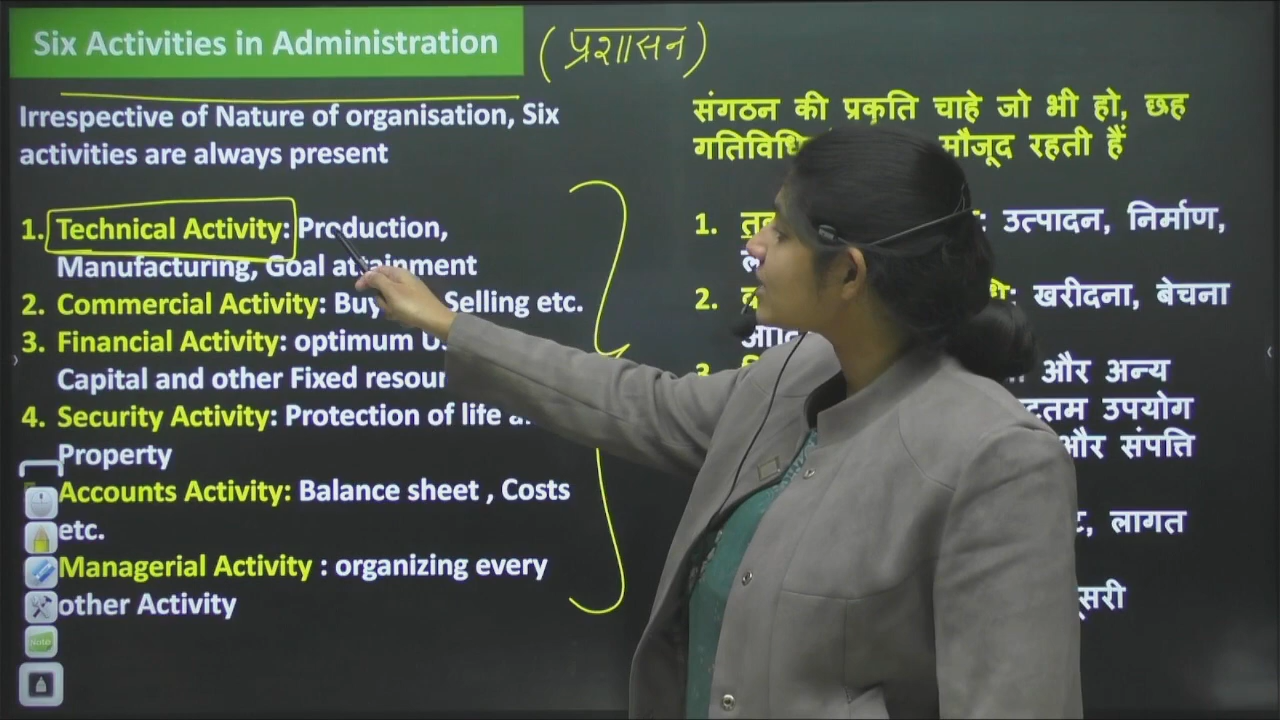 Six Activities in Administration
(प्रशासन)
Irrespective of Nature of organisation, Six
activities are always present
1. Technical Activity: Production,
Manufacturing, Goal attainment
2. Commercial Activity: Selling etc.
3. Financial Activity: optimum
Capital and other Fixed
4. Security Activity: Protection of life
Property
Accounts Activity: Balance sheet , Costs
etc.
Managerial Activity : organizing every
other Activity
संगठन की प्रकृति चाहे जो भी हो, छह
मौजूद रहती हैं
1. : उत्पादन, निर्माण,
2. : खरीदना, बेचना
3. और अन्य
उपयोग
और संपत्ति
लागत
Note